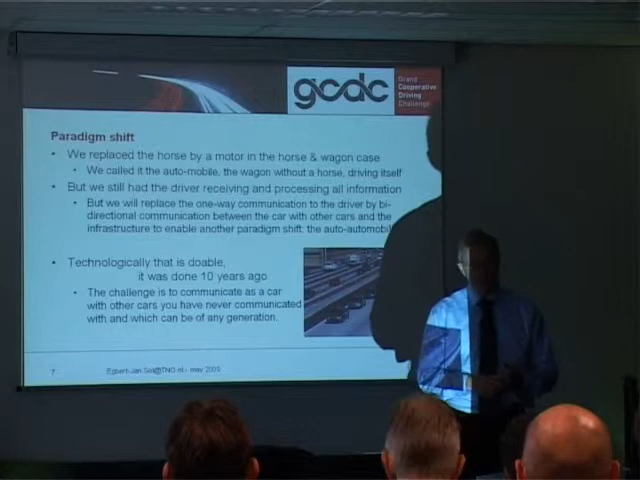 gcdc
Grand
Cooperative
Driving
Challenge
Paradigm shift
• We replaced the horse by a motor in the horse & wagon case
• We called it the auto-mobile, the wagon without a horse, driving itself
• But we still had the driver receiving and processing all information
• But we will replace the one-way communication to the driver by bi-
directional communication between the car with other cars and the
infrastructure to enable another paradigm shift: the auto-automobil
• Technologically that is doable,
it was done 10 years ago
• The challenge is to communicate as a car
with other cars you have never communicated
with and which can be of any generation.
7
Egbert-Jan.Sol@TNO.nl - may 2009